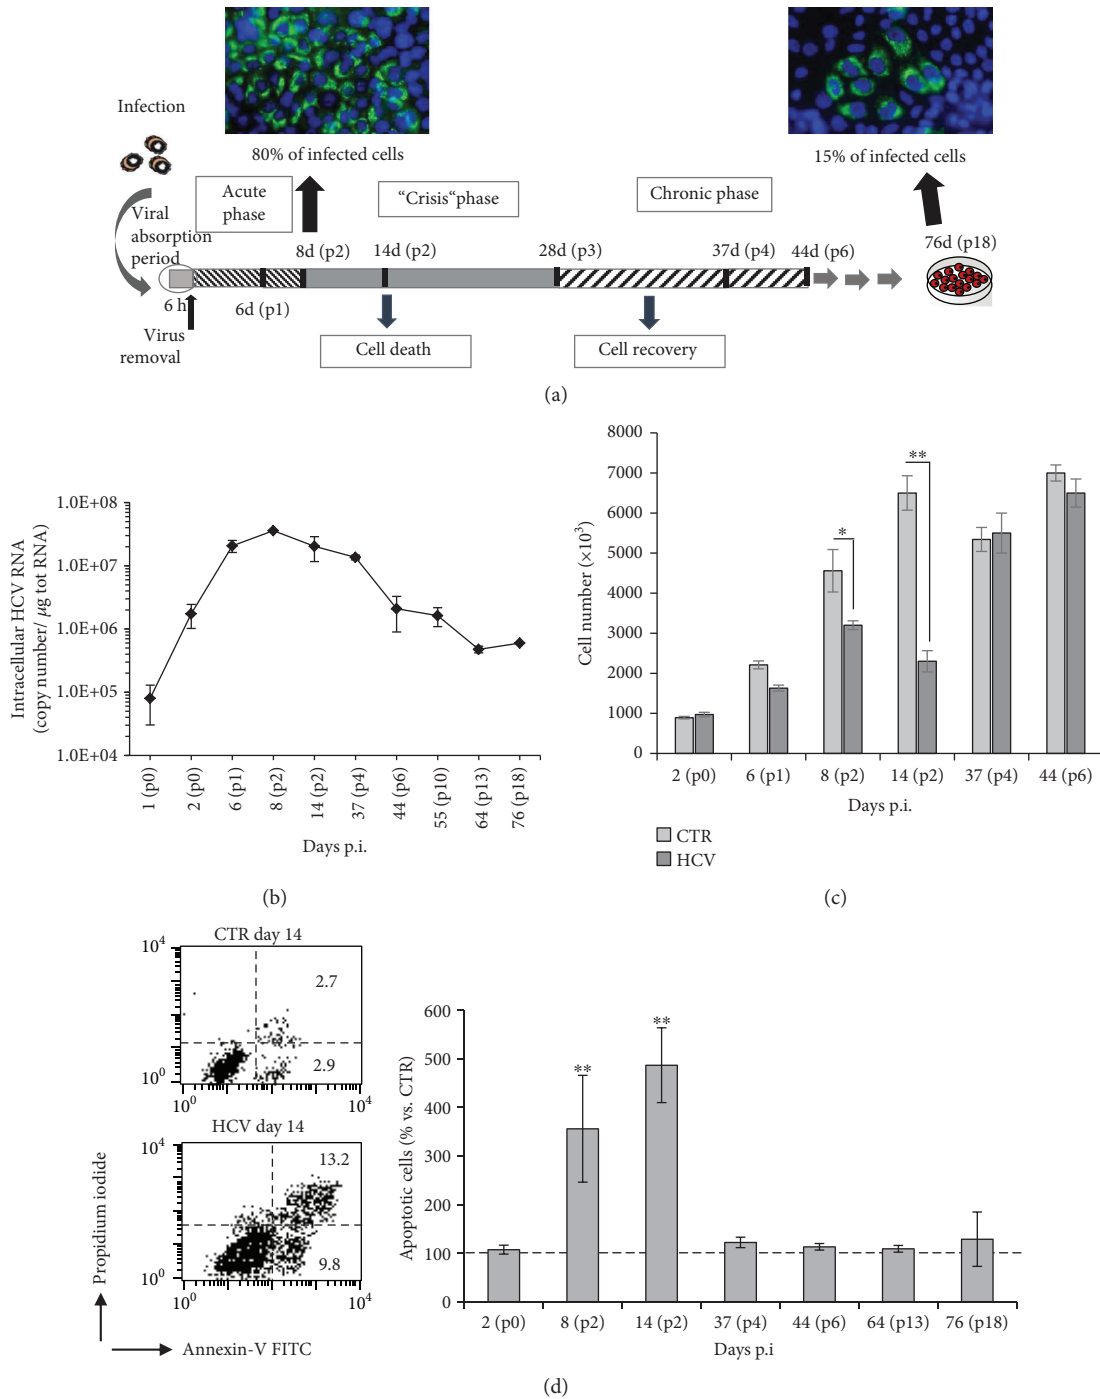 Infection
80% of infected cells
15% of infected cells
Acute
phase
“Crisis“phase
Chronic phase
Viral
absorption
period
8d (p2)
14d (p2)
28d (p3)
37d (p4)
44d (p6)
76d (p18)
6 h
6d (p1)
Virus
removal
Cell death
Cell recovery
(a)
Intracellular HCV RNA
(copy number/ μg tot RNA)
1.0E+08
1.0E+07
1.0E+06
1.0E+05
1.0E+04
1 (p0)
2 (p0)
6 (p1)
8 (p2)
14 (p2)
37 (p4)
44 (p6)
55 (p10)
64 (p13)
76 (p18)
Days p.i.
(b)
Cell number (×10³)
8000
7000
6000
5000
4000
3000
2000
1000
0
*
**
2 (p0)
6 (p1)
8 (p2)
14 (p2)
37 (p4)
44 (p6)
Days p.i.
CTR
HCV
(c)
CTR day 14
10⁴
2.7
2.9
10⁰
10⁰
10⁴
HCV day 14
10⁴
13.2
9.8
10⁰
10⁰
10⁴
Propidium iodide
Annexin-V FITC
Apoptotic cells (% vs. CTR)
600
500
400
300
200
100
0
**
**
2 (p0)
8 (p2)
14 (p2)
37 (p4)
44 (p6)
64 (p13)
76 (p18)
Days p.i
(d)